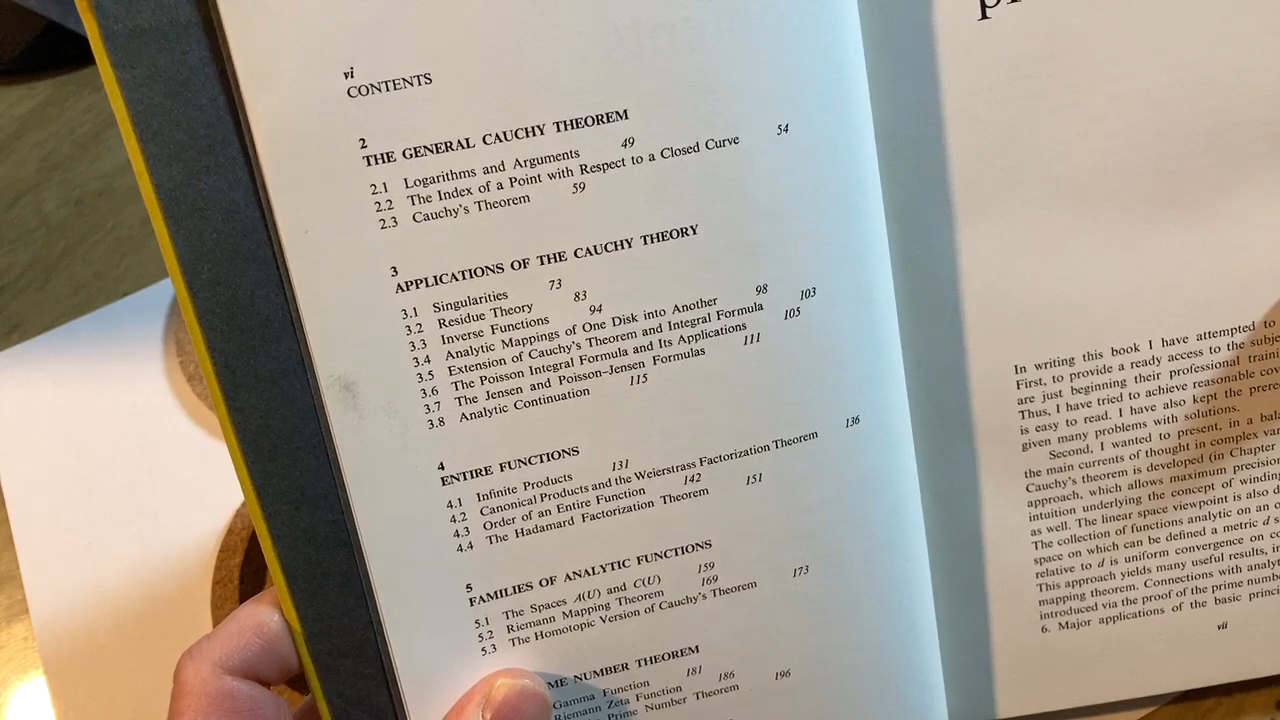 vi
CONTENTS
2
THE GENERAL CAUCHY THEOREM
2.1 Logarithms and Arguments 49
2.2 The Index of a Point with Respect to a Closed Curve 54
2.3 Cauchy's Theorem 59
3
APPLICATIONS OF THE CAUCHY THEORY
3.1 Singularities 73
3.2 Residue Theory 83
3.3 Inverse Functions 94
3.4 Analytic Mappings of One Disk into Another 98
3.5 Extension of Cauchy's Theorem and Integral Formula 103
3.6 The Poisson Integral Formula and Its Applications 105
3.7 The Jensen and Poisson–Jensen Formulas 111
3.8 Analytic Continuation 115
4
ENTIRE FUNCTIONS
4.1 Infinite Products 131
4.2 Canonical Products and the Weierstrass Factorization Theorem 136
4.3 Order of an Entire Function 142
4.4 The Hadamard Factorization Theorem 151
5
FAMILIES OF ANALYTIC FUNCTIONS
5.1 The Spaces A(U) and C(U) 159
5.2 Riemann Mapping Theorem 169
5.3 The Homotopic Version of Cauchy's Theorem 173
ME NUMBER THEOREM
Gamma Function 181
Riemann Zeta Function 186
Prime Number Theorem 196
In writing this book I have attempted to
First, to provide a ready access to the subje
are just beginning their professional traini
Thus, I have tried to achieve reasonable cov
is easy to read. I have also kept the prere
given many problems with solutions.
Second, I wanted to present, in a bala
the main currents of thought in complex var
Cauchy's theorem is developed (in Chapter
approach, which allows maximum precision
intuition underlying the concept of winding
as well. The linear space viewpoint is also d
The collection of functions analytic on an o
space on which can be defined a metric d s
relative to d is uniform convergence on co
This approach yields many useful results, in
mapping theorem. Connections with analyt
introduced via the proof of the prime numb
6. Major applications of the basic princi
vii